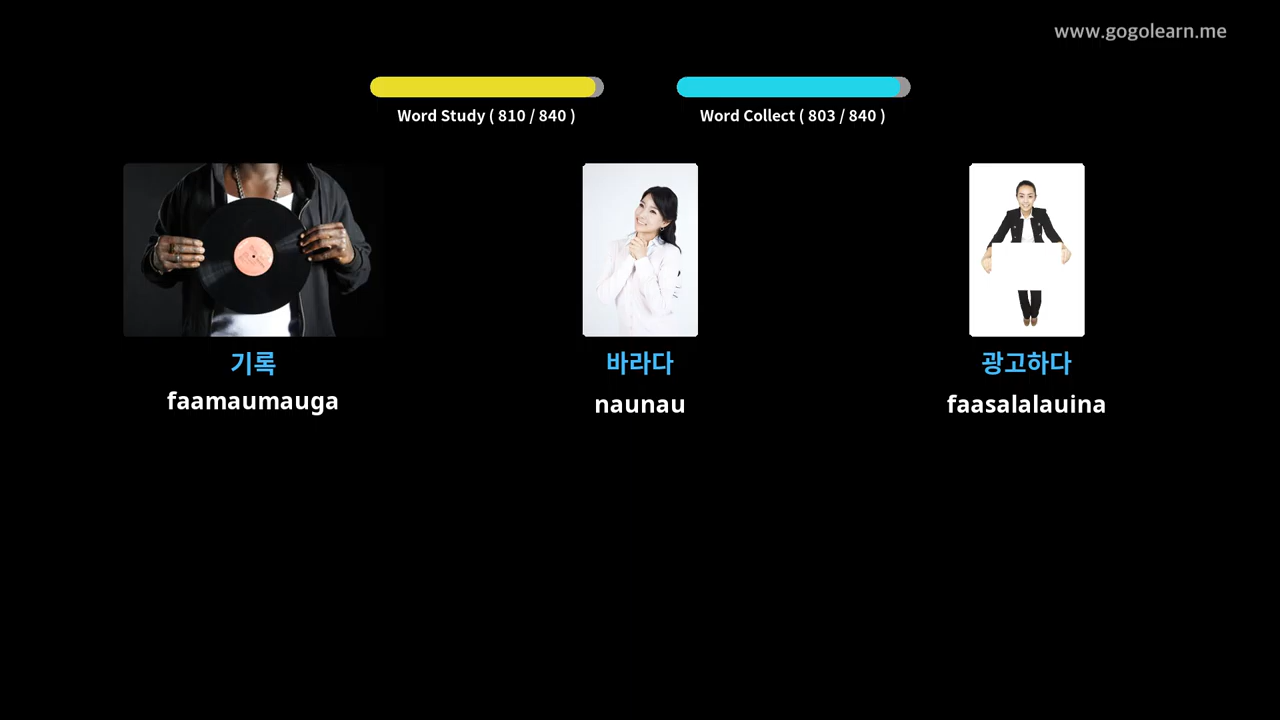 www.gogolearn.me
Word Study ( 810 / 840 )
Word Collect ( 803 / 840 )
기록
faamaumauga
바라다
naunau
광고하다
faasalalauina